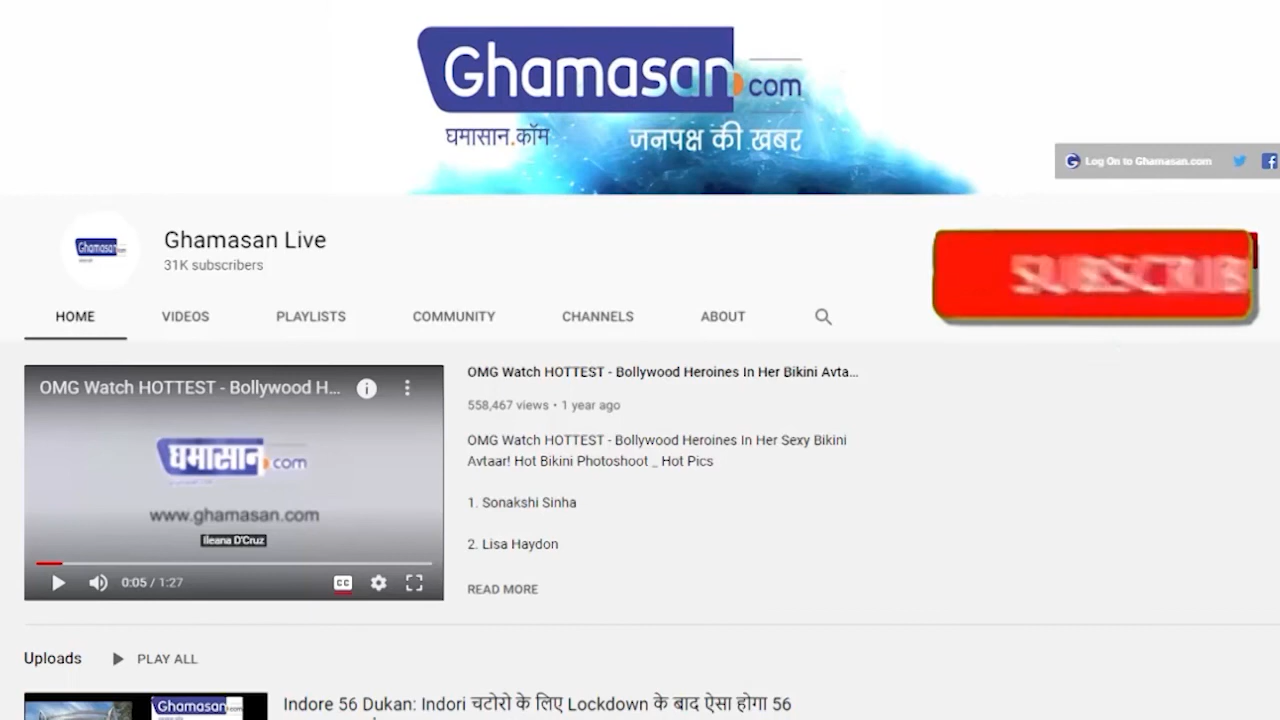 Ghamasan.com
घमासान.कॉम
जनपक्ष की खबर
Log On to Ghamasan.com
Ghamasan Live
31K subscribers
HOME VIDEOS PLAYLISTS COMMUNITY CHANNELS ABOUT
SUBSCRIB
OMG Watch HOTTEST - Bollywood H...
घमासान.com
www.ghamasan.com
Ileana D'Cruz
0:05 / 1:27
CC
OMG Watch HOTTEST - Bollywood Heroines In Her Bikini Avta...
558,467 views • 1 year ago
OMG Watch HOTTEST - Bollywood Heroines In Her Sexy Bikini
Avtaar! Hot Bikini Photoshoot _ Hot Pics
1. Sonakshi Sinha
2. Lisa Haydon
READ MORE
Uploads PLAY ALL
Ghamasan.com
Indore 56 Dukan: Indori चटोरो के लिए Lockdown के बाद ऐसा होगा 56